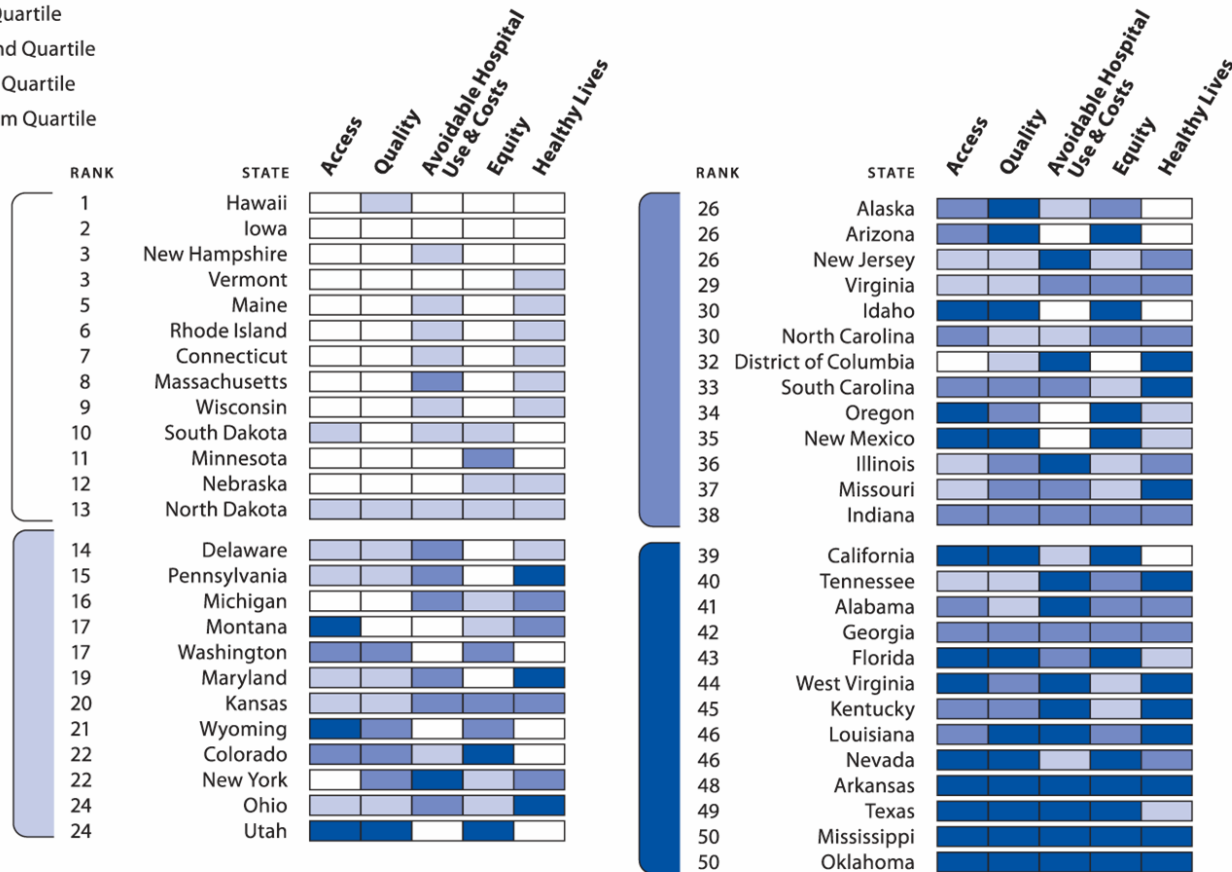 Quartile
nd Quartile
Quartile
m Quartile
RANK STATE Access Quality Avoidable Hospital Use & Costs Equity Healthy Lives
1 Hawaii
2 Iowa
3 New Hampshire
3 Vermont
5 Maine
6 Rhode Island
7 Connecticut
8 Massachusetts
9 Wisconsin
10 South Dakota
11 Minnesota
12 Nebraska
13 North Dakota
14 Delaware
15 Pennsylvania
16 Michigan
17 Montana
17 Washington
19 Maryland
20 Kansas
21 Wyoming
22 Colorado
22 New York
24 Ohio
24 Utah
RANK STATE Access Quality Avoidable Hospital Use & Costs Equity Healthy Lives
26 Alaska
26 Arizona
26 New Jersey
29 Virginia
30 Idaho
30 North Carolina
32 District of Columbia
33 South Carolina
34 Oregon
35 New Mexico
36 Illinois
37 Missouri
38 Indiana
39 California
40 Tennessee
41 Alabama
42 Georgia
43 Florida
44 West Virginia
45 Kentucky
46 Louisiana
46 Nevada
48 Arkansas
49 Texas
50 Mississippi
50 Oklahoma